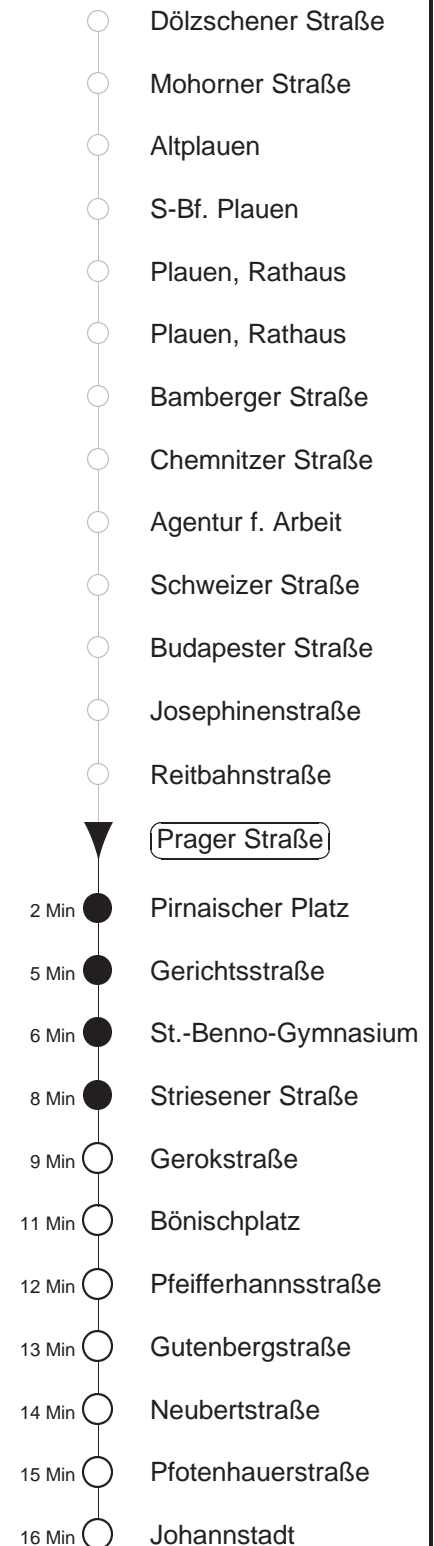 Dölzschener Straße
Mohorner Straße
Altplauen
S-Bf. Plauen
Plauen, Rathaus
Plauen, Rathaus
Bamberger Straße
Chemnitzer Straße
Agentur f. Arbeit
Schweizer Straße
Budapester Straße
Josephinenstraße
Reitbahnstraße
Prager Straße
2 Min Pirnaischer Platz
5 Min Gerichtsstraße
6 Min St.-Benno-Gymnasium
8 Min Striesener Straße
9 Min Gerokstraße
11 Min Bönischplatz
12 Min Pfeifferhannsstraße
13 Min Gutenbergstraße
14 Min Neubertstraße
15 Min Pfotenhauerstraße
16 Min Johannstadt